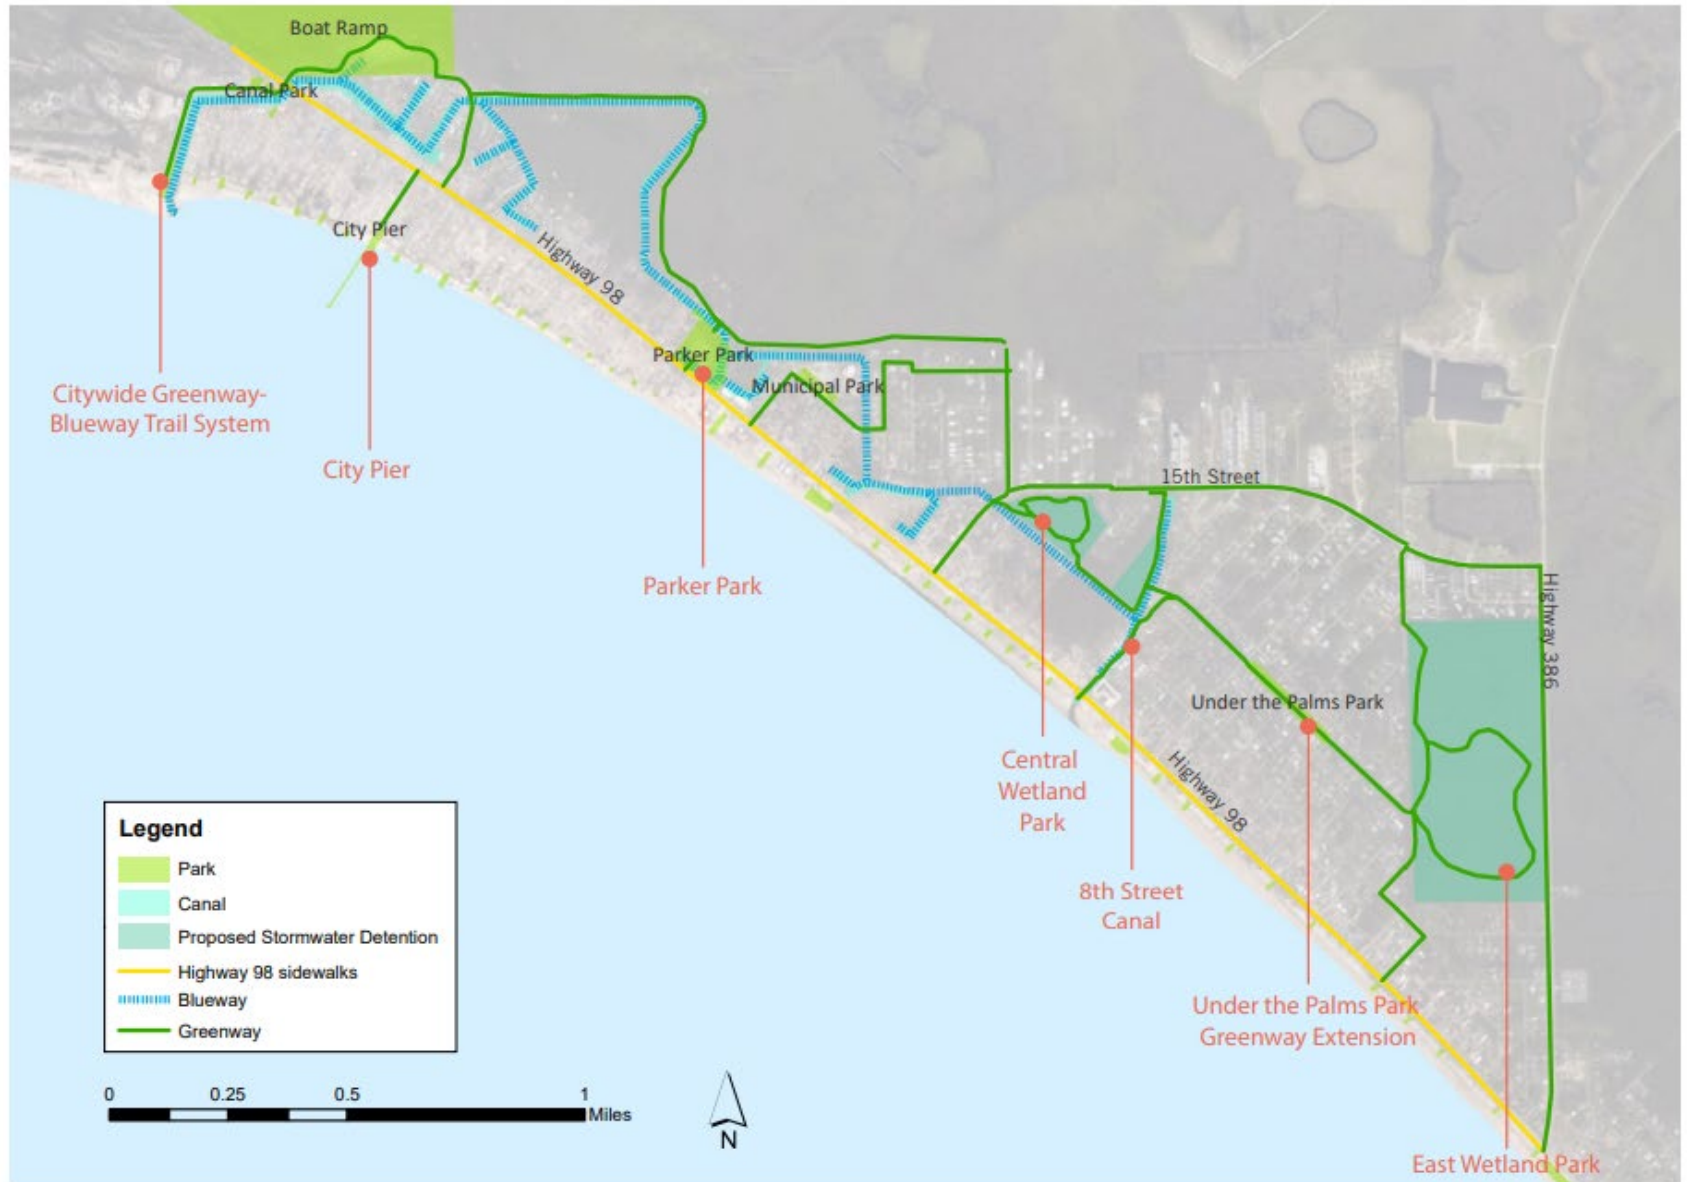 Boat Ramp
Canal Park
City Pier
Highway 98
Parker Park
Municipal Park
Citywide Greenway-
Blueway Trail System
City Pier
15th Street
Parker Park
Highway 386
Under the Palms Park
Central
Wetland
Park
Highway 98
8th Street
Canal
Under the Palms Park
Greenway Extension
East Wetland Park
Legend
Park
Canal
Proposed Stormwater Detention
Highway 98 sidewalks
Blueway
Greenway
0 0.25 0.5 1
Miles
N